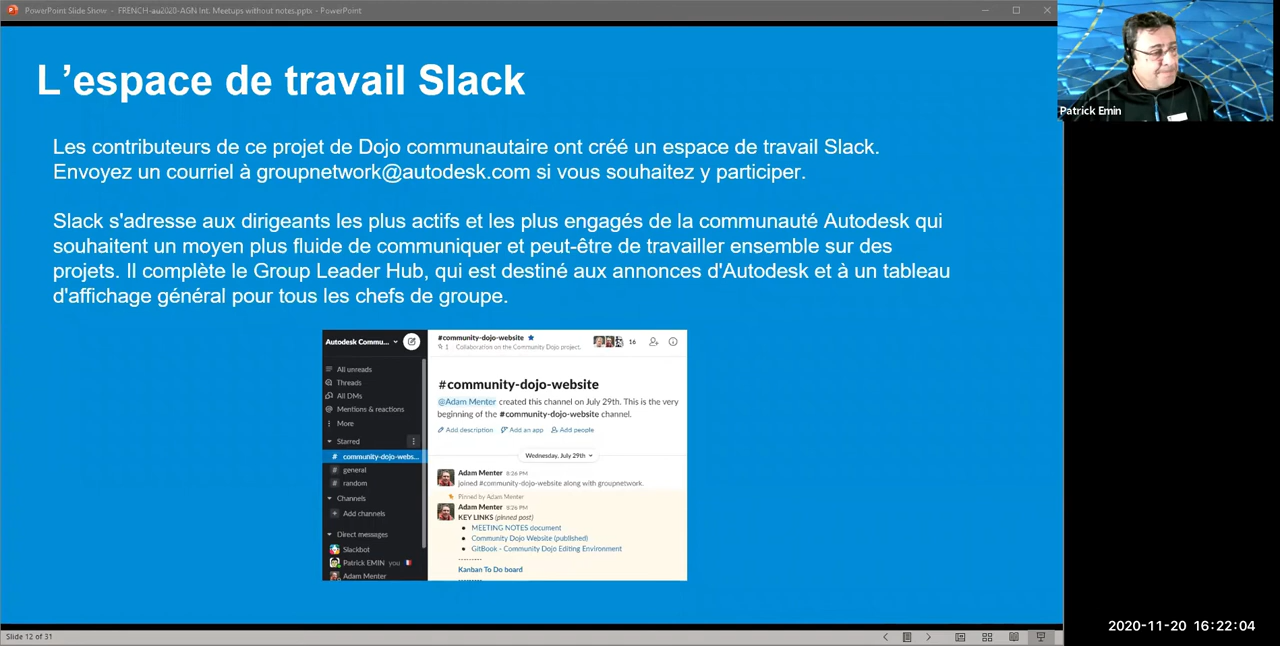 PowerPoint Slide Show - FRENCH-au2020-AGN Int. Meetups without notes.pptx - PowerPoint
L’espace de travail Slack
Les contributeurs de ce projet de Dojo communautaire ont créé un espace de travail Slack.
Envoyez un courriel à groupnetwork@autodesk.com si vous souhaitez y participer.
Slack s'adresse aux dirigeants les plus actifs et les plus engagés de la communauté Autodesk qui
souhaitent un moyen plus fluide de communiquer et peut-être de travailler ensemble sur des
projets. Il complète le Group Leader Hub, qui est destiné aux annonces d'Autodesk et à un tableau
d'affichage général pour tous les chefs de groupe.
Autodesk Commu...
All unreads
Threads
All DMs
Mentions & reactions
More
Starred
# community-dojo-webs...
# general
# random
Channels
+ Add channels
Direct messages
Slackbot
Patrick EMIN you
Adam Menter
#community-dojo-website
1 Collaboration on the Community Dojo project.
16
#community-dojo-website
@Adam Menter created this channel on July 29th. This is the very
beginning of the #community-dojo-website channel.
Add description Add an app Add people
Wednesday, July 29th
Adam Menter 8:26 PM
joined #community-dojo-website along with groupnetwork.
Pinned by Adam Menter
Adam Menter 8:26 PM
KEY LINKS (pinned post)
• MEETING NOTES document
• Community Dojo Website (published)
• GitBook - Community Dojo Editing Environment
---------
Kanban To Do board
---------
Slide 12 of 31
Patrick Emin
2020-11-20 16:22:04